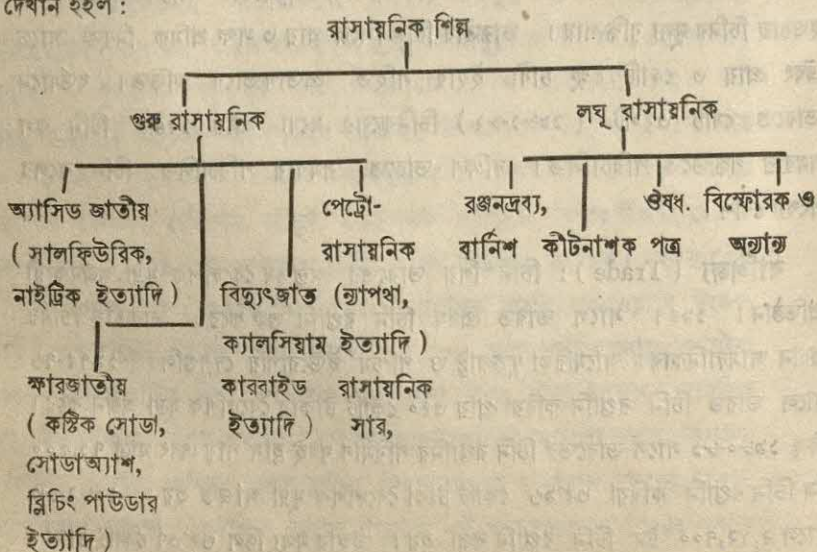 দেখান হইল :
রাসায়নিক শিল্প
গুরু রাসায়নিক লঘু রাসায়নিক
অ্যাসিড জাতীয় পেট্রো- রঞ্জনদ্রব্য, ঔষধ. বিস্ফোরক ও
( সালফিউরিক, রাসায়নিক বার্নিশ কীটনাশক পত্র অন্যান্য
নাইট্রিক ইত্যাদি ) বিদ্যুৎজাত (ন্যাপথা,
ক্যালসিয়াম ইত্যাদি )
ক্ষারজাতীয় কারবাইড রাসায়নিক
( কষ্টিক সোডা, ইত্যাদি ) সার,
সোডাঅ্যাশ,
ব্লিচিং পাউডার
ইত্যাদি )